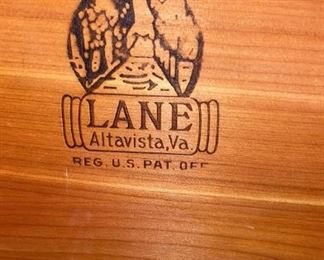 LANE
Altavista, Va.
REG. U.S. PAT. OFF